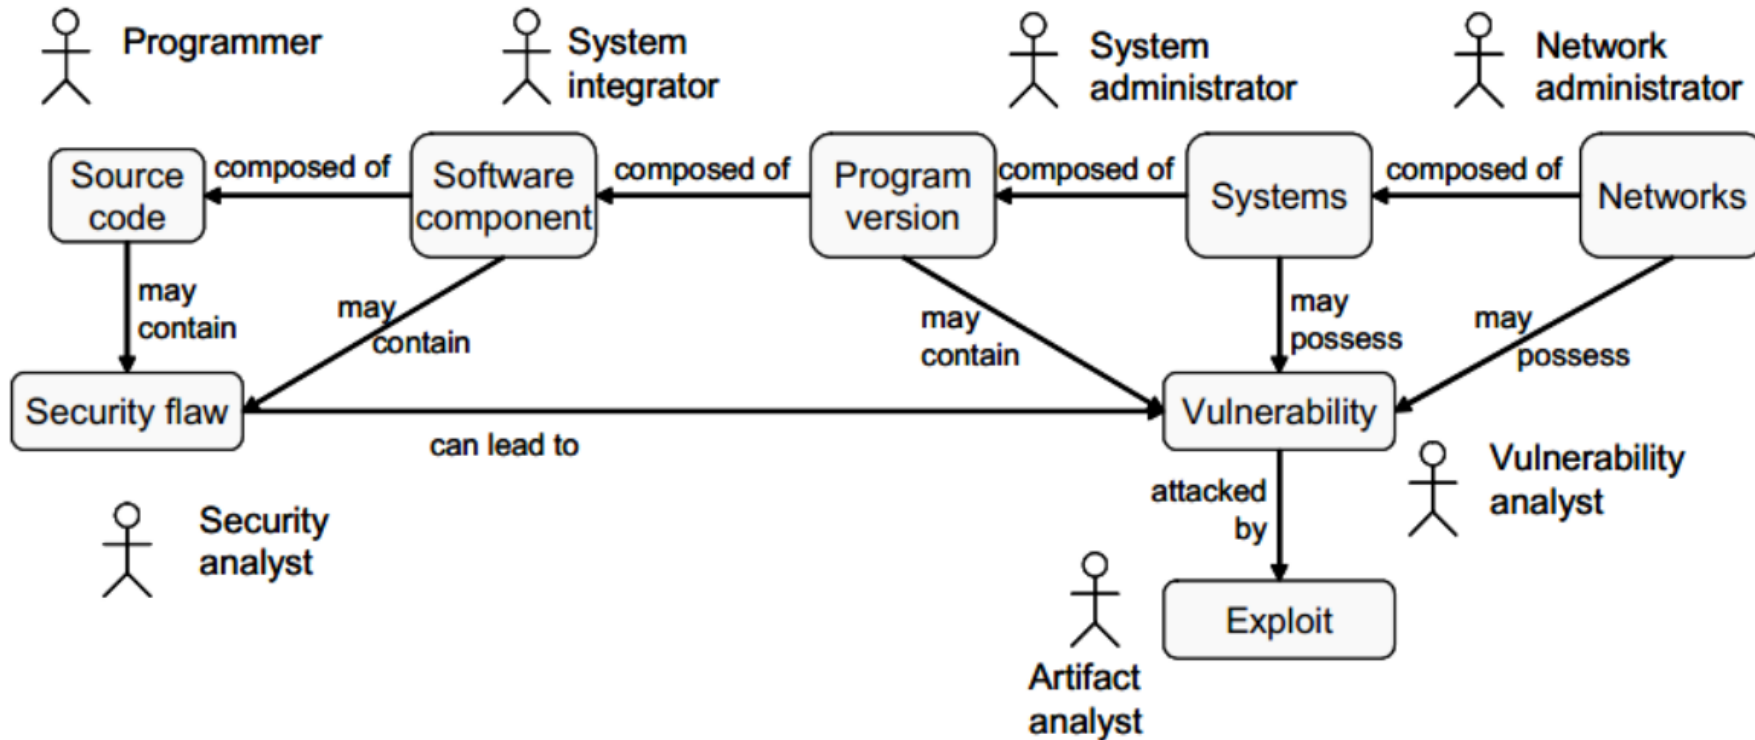 Programmer
System
integrator
System
administrator
Network
administrator
Source
code
composed of
Software
component
composed of
Program
version
composed of
Systems
composed of
Networks
may
contain
may
contain
may
contain
may
possess
may
possess
Security flaw
can lead to
Vulnerability
Security
analyst
attacked
by
Vulnerability
analyst
Exploit
Artifact
analyst